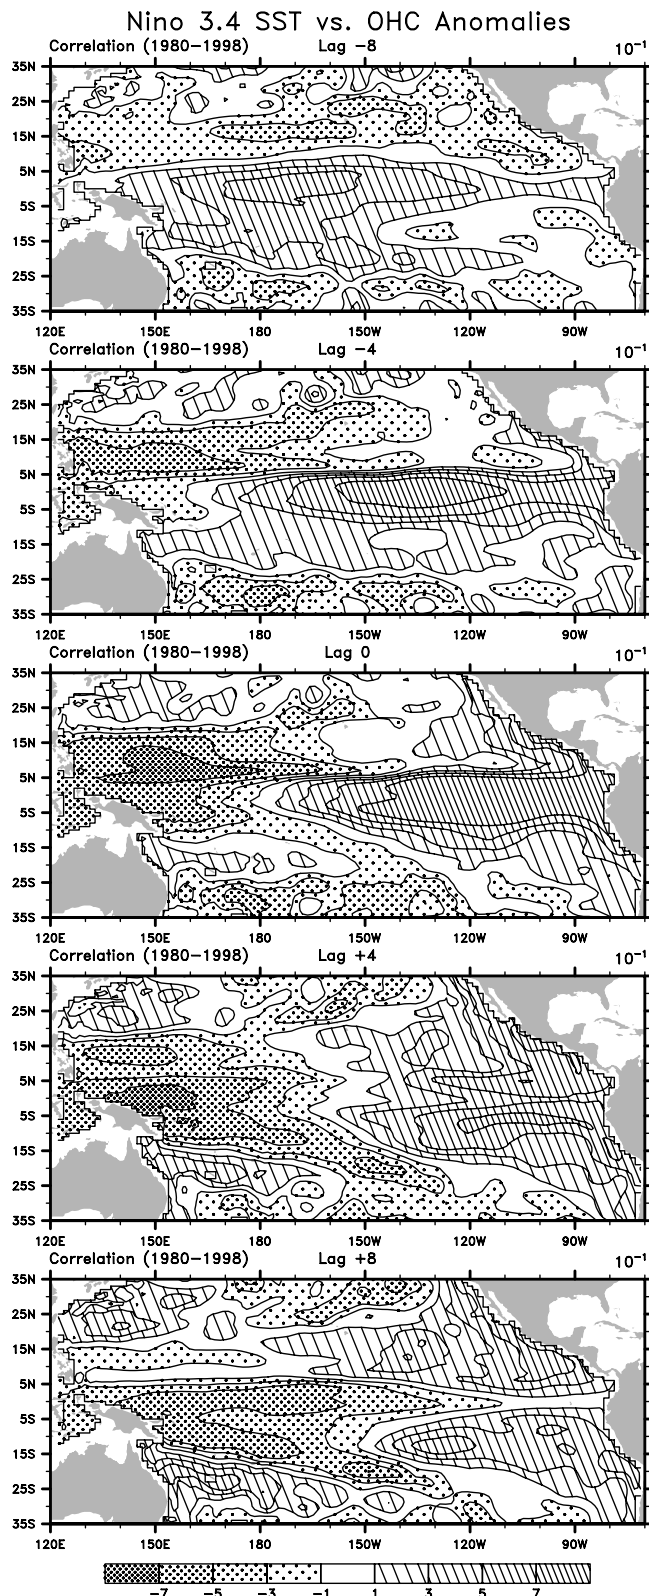 Nino 3.4 SST vs. OHC Anomalies
Correlation (1980−1998) Lag −8 10⁻¹
35N
25N
15N
5N
5S
15S
25S
35S
120E 150E 180 150W 120W 90W
Correlation (1980−1998) Lag −4 10⁻¹
35N
25N
15N
5N
5S
15S
25S
35S
120E 150E 180 150W 120W 90W
Correlation (1980−1998) Lag 0 10⁻¹
35N
25N
15N
5N
5S
15S
25S
35S
120E 150E 180 150W 120W 90W
Correlation (1980−1998) Lag +4 10⁻¹
35N
25N
15N
5N
5S
15S
25S
35S
120E 150E 180 150W 120W 90W
Correlation (1980−1998) Lag +8 10⁻¹
35N
25N
15N
5N
5S
15S
25S
35S
120E 150E 180 150W 120W 90W
−7 −5 −3 −1 1 3 5 7